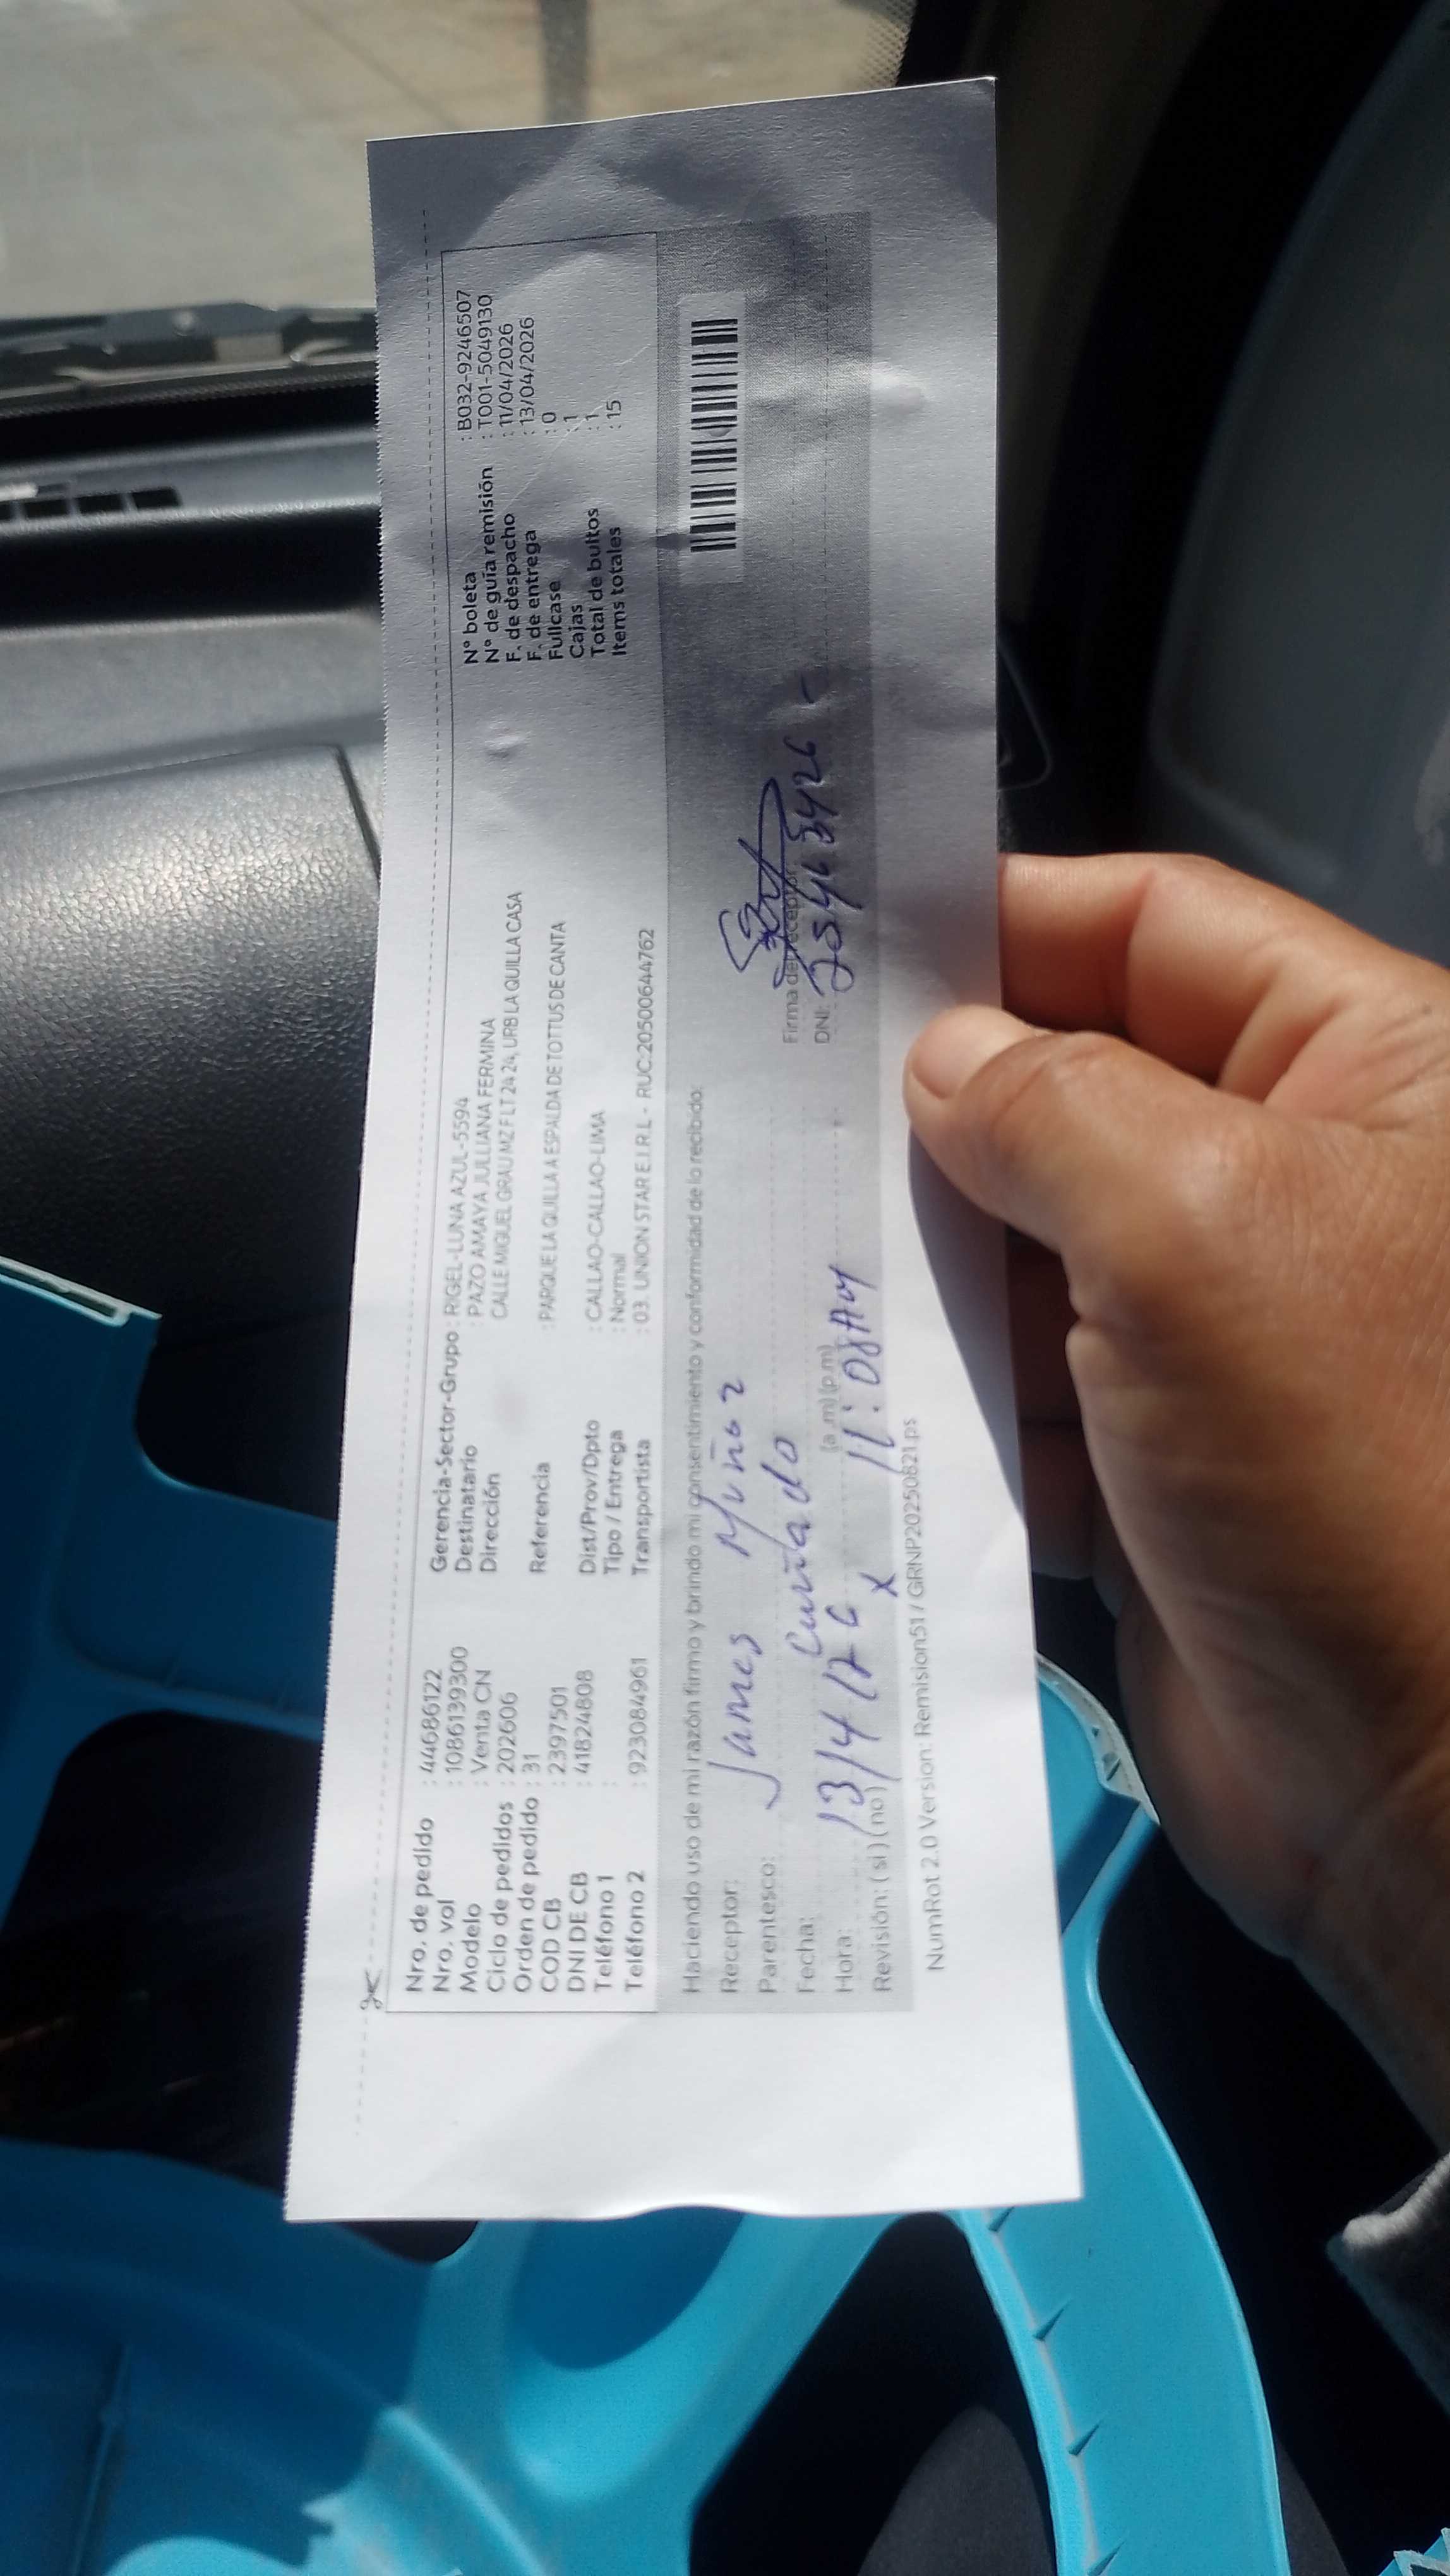 Nro. de pedido : 44686122
Nro. vol : 1086139300
Modelo : Venta CN
Ciclo de pedidos : 202606
Orden de pedido : 31
COD CB : 2397501
DNI DE CB : 41824808
Teléfono 1 :
Teléfono 2 : 923084961
Gerencia-Sector-Grupo : RIGEL-LUNA AZUL-5594
Destinatario : PAZO AMAYA JULLIANA FERMINA
Dirección CALLE MIGUEL GRAU MZ F LT 24 24, URB LA QUILLA CASA
Referencia : PARQUE LA QUILLA A ESPALDA DE TOTTUS DE CANTA
Dist/Prov/Dpto : CALLAO-CALLAO-LIMA
Tipo / Entrega : Normal
Transportista : 03 UNION STAR E.I.R.L - RUC:20500644762
N° boleta : B032-9246507
N° de guía remisión : T001-5049130
F. de despacho : 11/04/2026
F. de entrega : 13/04/2026
Fullcase : 0
Cajas : 1
Total de bultos : 1
Items totales : 15
Haciendo uso de mi razón firmo y brindo mi consentimiento y conformidad de lo recibido:
Receptor: James Muñoz
Parentesco: Cuñado
Fecha: 13/4/26
Hora: 11:08AM (a.m) (p.m)
Revisión: ( si ) ( no ) X
Firma del receptor
DNI: 25463426
NumRot 2.0 Version: Remision51 / GRNP20250821.ps